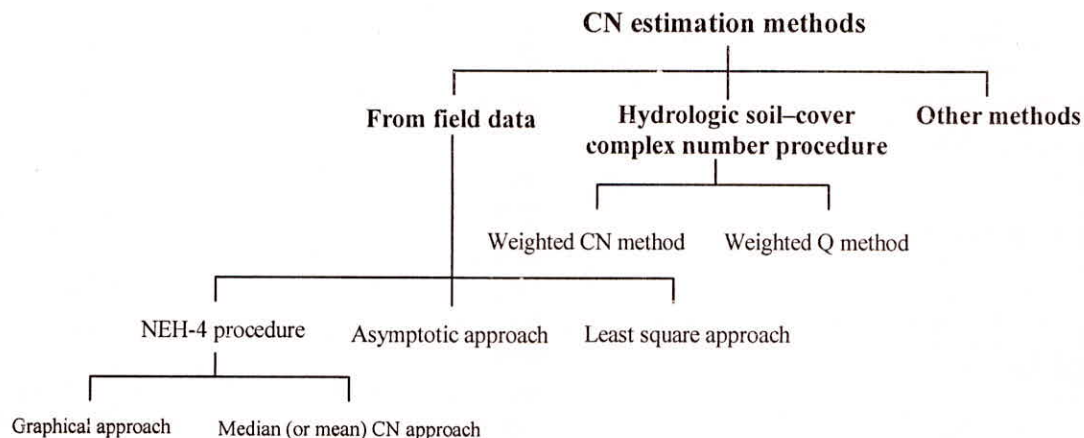 CN estimation methods
From field data
Hydrologic soil–cover
complex number procedure
Other methods
Weighted CN method
Weighted Q method
NEH-4 procedure
Asymptotic approach
Least square approach
Graphical approach
Median (or mean) CN approach